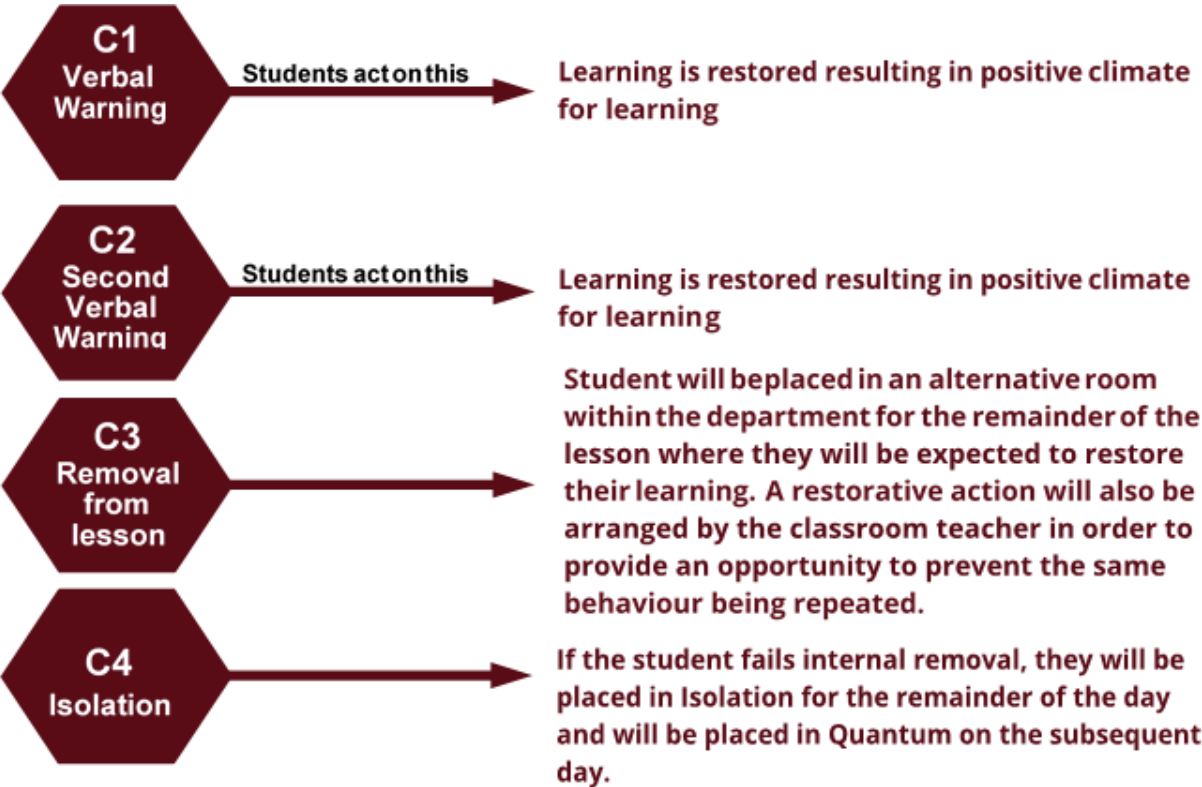 C1
Verbal
Warning
Students act on this
Learning is restored resulting in positive climate
for learning
C2
Second
Verbal
Warning
Students act on this
Learning is restored resulting in positive climate
for learning
C3
Removal
from
lesson
Student will beplaced in an alternative room
within the department for the remainder of the
lesson where they will be expected to restore
their learning. A restorative action will also be
arranged by the classroom teacher in order to
provide an opportunity to prevent the same
behaviour being repeated.
C4
Isolation
If the student fails internal removal, they will be
placed in Isolation for the remainder of the day
and will be placed in Quantum on the subsequent
day.